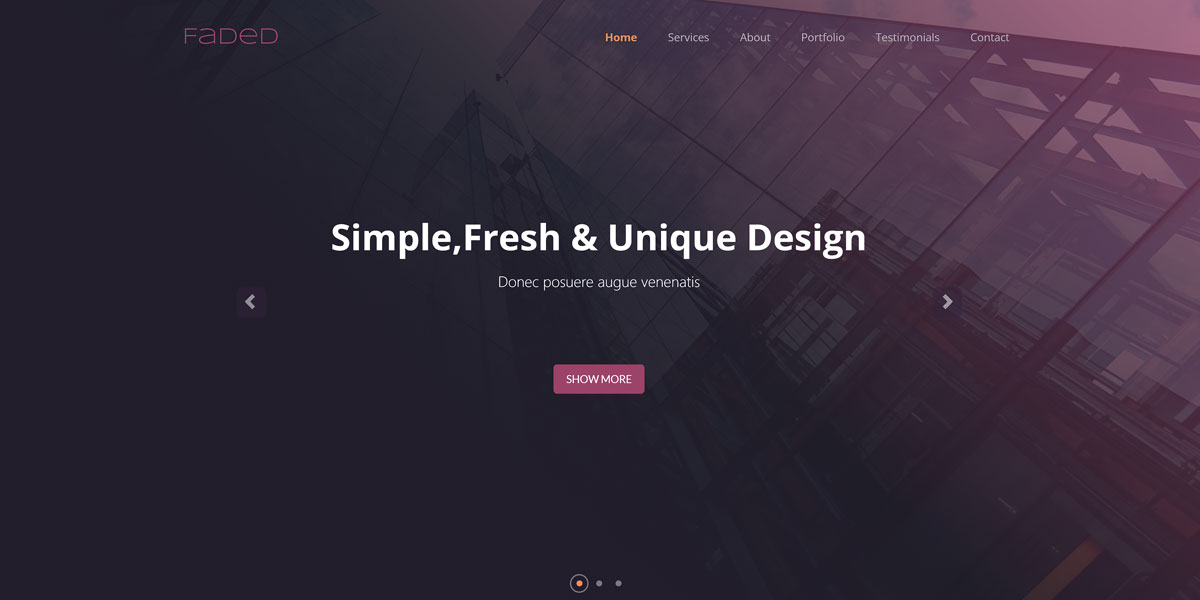 FaDeD
Home Services About Portfolio Testimonials Contact
Simple,Fresh & Unique Design
Donec posuere augue venenatis
SHOW MORE